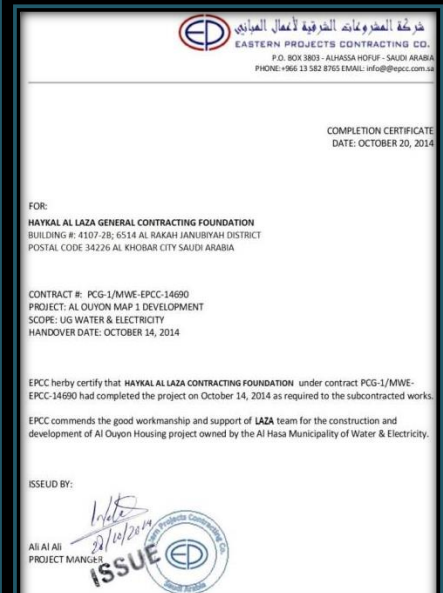 شركة المشروعات الشرقية لأعمال المباني
EASTERN PROJECTS CONTRACTING CO.
P.O. BOX 3803 - ALHASSA HOFUF - SAUDI ARABIA
PHONE:+966 13 582 8765 EMAIL: info@@epcc.com.sa
COMPLETION CERTIFICATE
DATE: OCTOBER 20, 2014
FOR:
HAYKAL AL LAZA GENERAL CONTRACTING FOUNDATION
BUILDING #: 4107-2B; 6514 AL RAKAH JANUBIYAH DISTRICT
POSTAL CODE 34226 AL KHOBAR CITY SAUDI ARABIA
CONTRACT #: PCG-1/MWE-EPCC-14690
PROJECT: AL OUYON MAP 1 DEVELOPMENT
SCOPE: UG WATER & ELECTRICITY
HANDOVER DATE: OCTOBER 14, 2014
EPCC herby certify that HAYKAL AL LAZA CONTRACTING FOUNDATION under contract PCG-1/MWE-
EPCC-14690 had completed the project on October 14, 2014 as required to the subcontracted works.
EPCC commends the good workmanship and support of LAZA team for the construction and
development of Al Ouyon Housing project owned by the Al Hasa Municipality of Water & Electricity.
ISSEUD BY:
Ali Al Ali
PROJECT MANGER
ISSUE
Eastern Projects Contracting Co.
Saudi Arabia